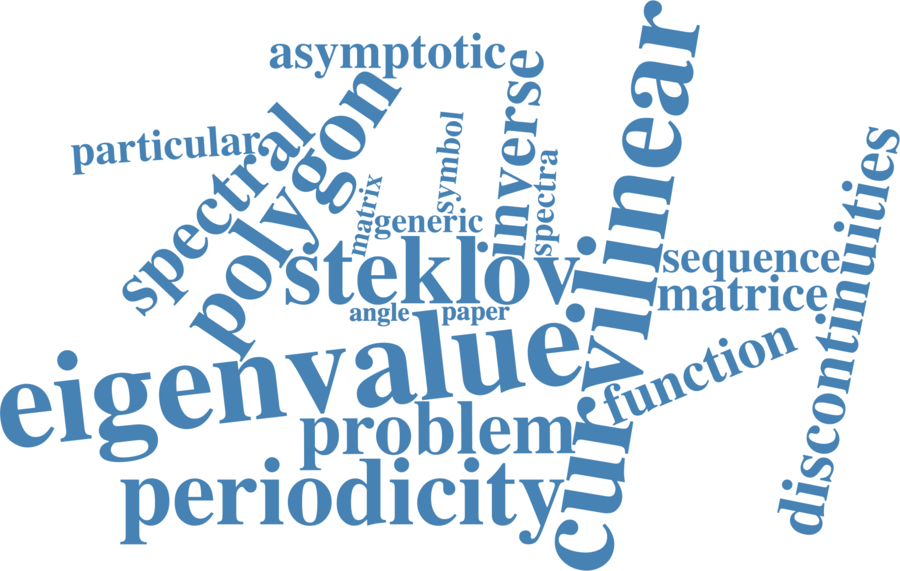 asymptotic
curvilinear
polygon
inverse
particular
spectral
symbol
discontinuities
matrix
spectra
generic
steklov
sequence
matrice
angle
paper
eigenvalue
function
problem
periodicity